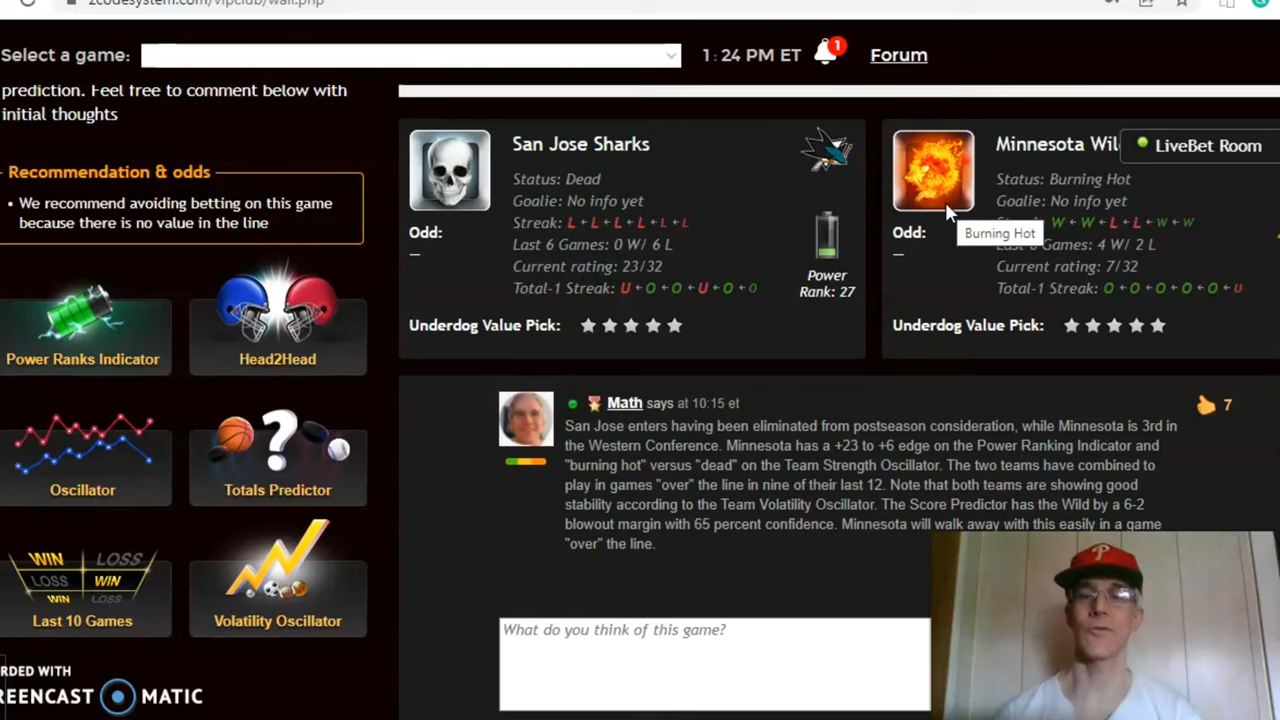 2codesystem.com/vipclub/wall.php
Select a game:
1:24 PM ET
1
Forum
prediction. Feel free to comment below with
initial thoughts
Recommendation & odds
• We recommend avoiding betting on this game
because there is no value in the line
Power Ranks Indicator
Head2Head
Oscillator
Totals Predictor
WIN LOSS
LOSS WIN
WIN LOSS
Last 10 Games
Volatility Oscillator
RDED WITH
REENCAST MATIC
San Jose Sharks
Status: Dead
Goalie: No info yet
Streak: L←L←L←L←L←L
Odd:
—
Last 6 Games: 0 W/ 6 L
Current rating: 23/32
Total-1 Streak: U←O←O←U←O←O
Power
Rank: 27
Underdog Value Pick:
Minnesota Wil
LiveBet Room
Status: Burning Hot
Goalie: No info yet
W←W←L←L←W←W
Odd:
—
Burning Hot
Games: 4 W/ 2 L
Current rating: 7/32
Total-1 Streak: O←O←O←O←O←U
Underdog Value Pick:
Math says at 10:15 et
7
San Jose enters having been eliminated from postseason consideration, while Minnesota is 3rd in
the Western Conference. Minnesota has a +23 to +6 edge on the Power Ranking Indicator and
"burning hot" versus "dead" on the Team Strength Oscillator. The two teams have combined to
play in games "over" the line in nine of their last 12. Note that both teams are showing good
stability according to the Team Volatility Oscillator. The Score Predictor has the Wild by a 6-2
blowout margin with 65 percent confidence. Minnesota will walk away with this easily in a game
"over" the line.
What do you think of this game?
P